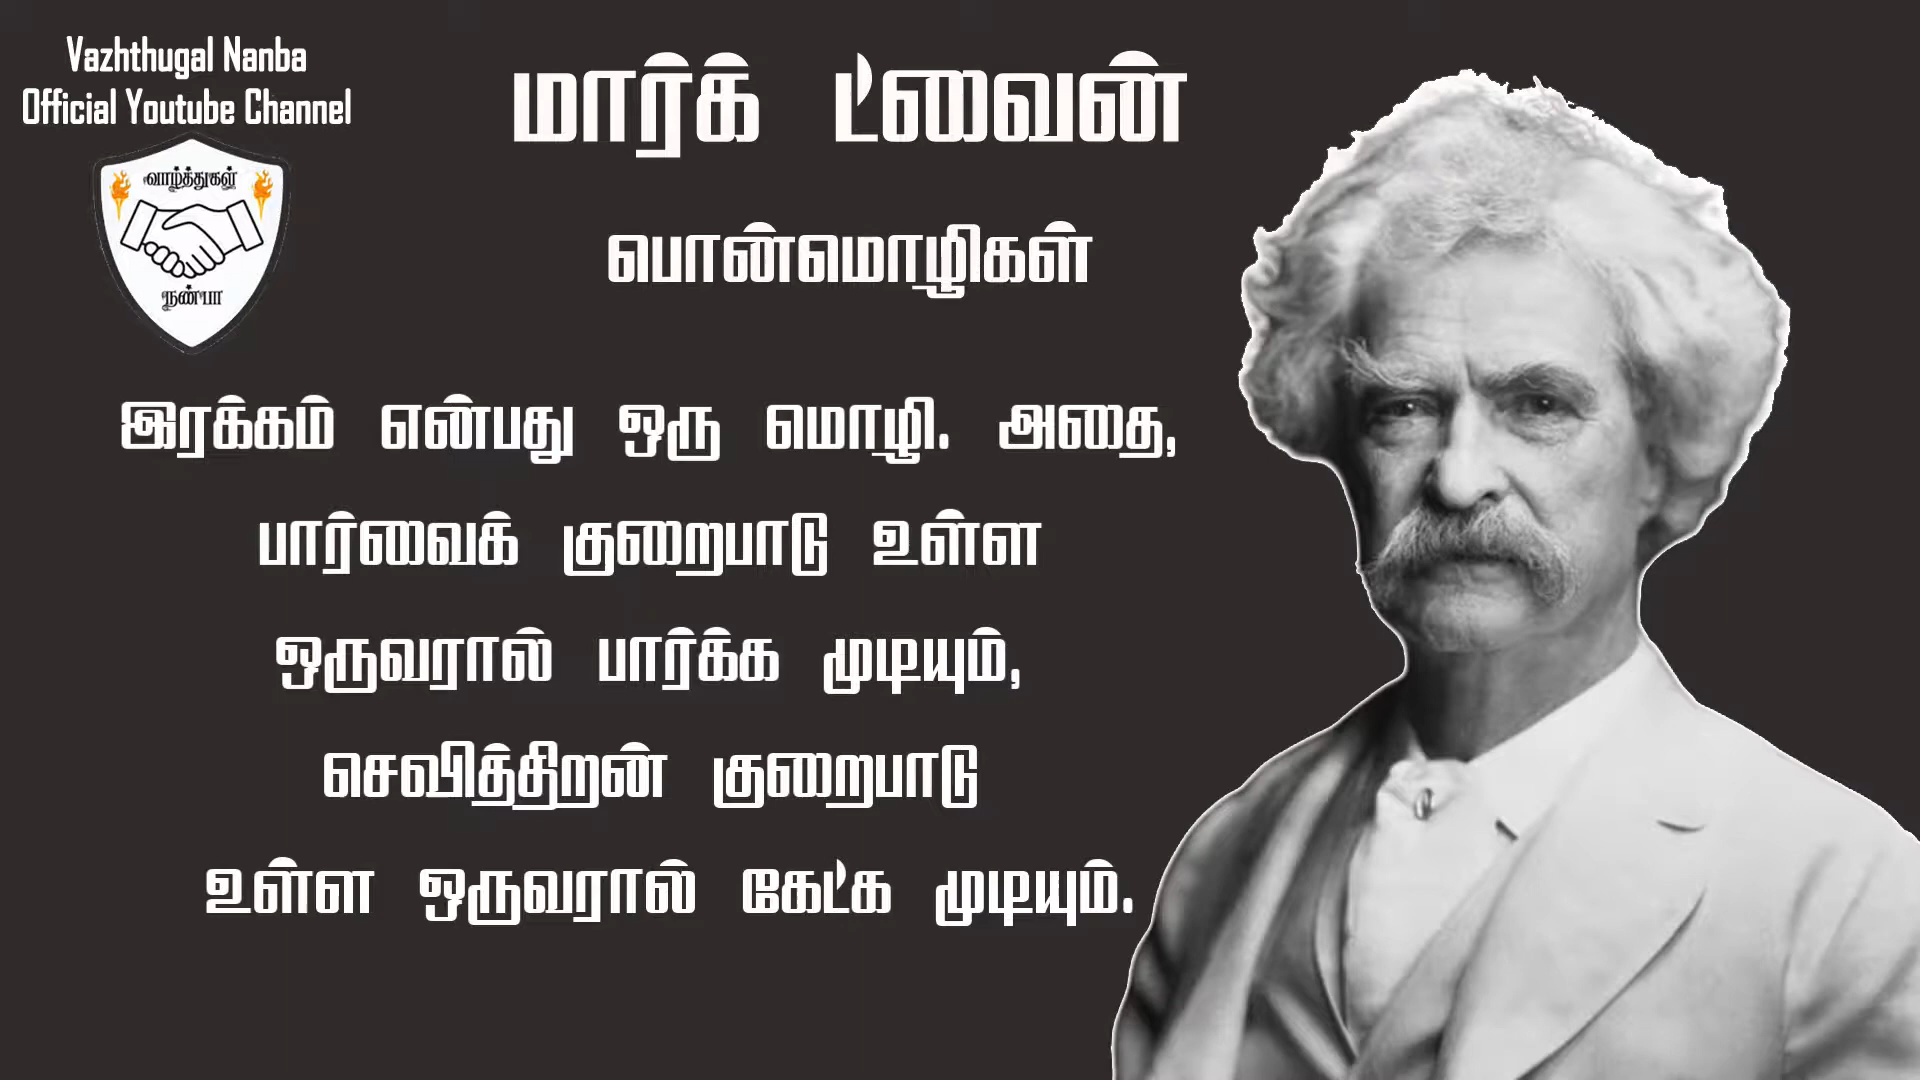 Vazhthugal Nanba
Official Youtube Channel
வாழ்த்துகள்
நண்பா
மார்க் ட்வைன்
பொன்மொழிகள்
இரக்கம் என்பது ஒரு மொழி. அதை,
பார்வைக் குறைபாடு உள்ள
ஒருவரால் பார்க்க முடியும்,
செவித்திறன் குறைபாடு
உள்ள ஒருவரால் கேட்க முடியும்.